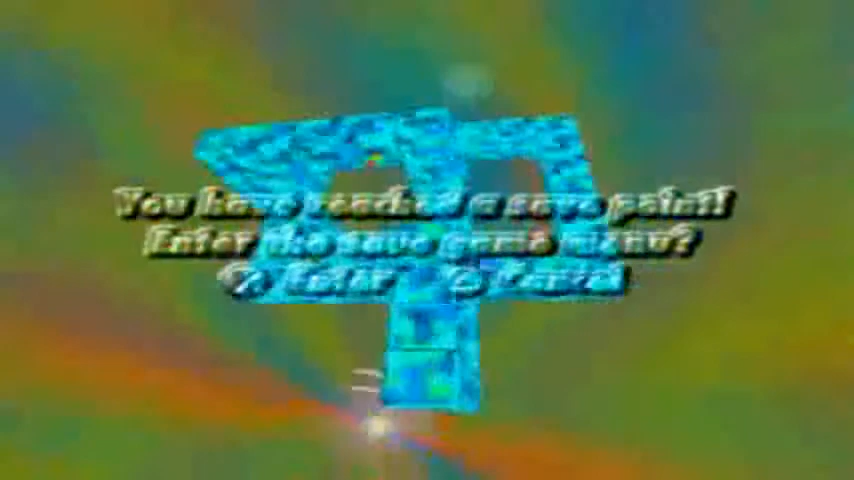 You have reached a save point!
Enter the save game menu?
Enter Cancel